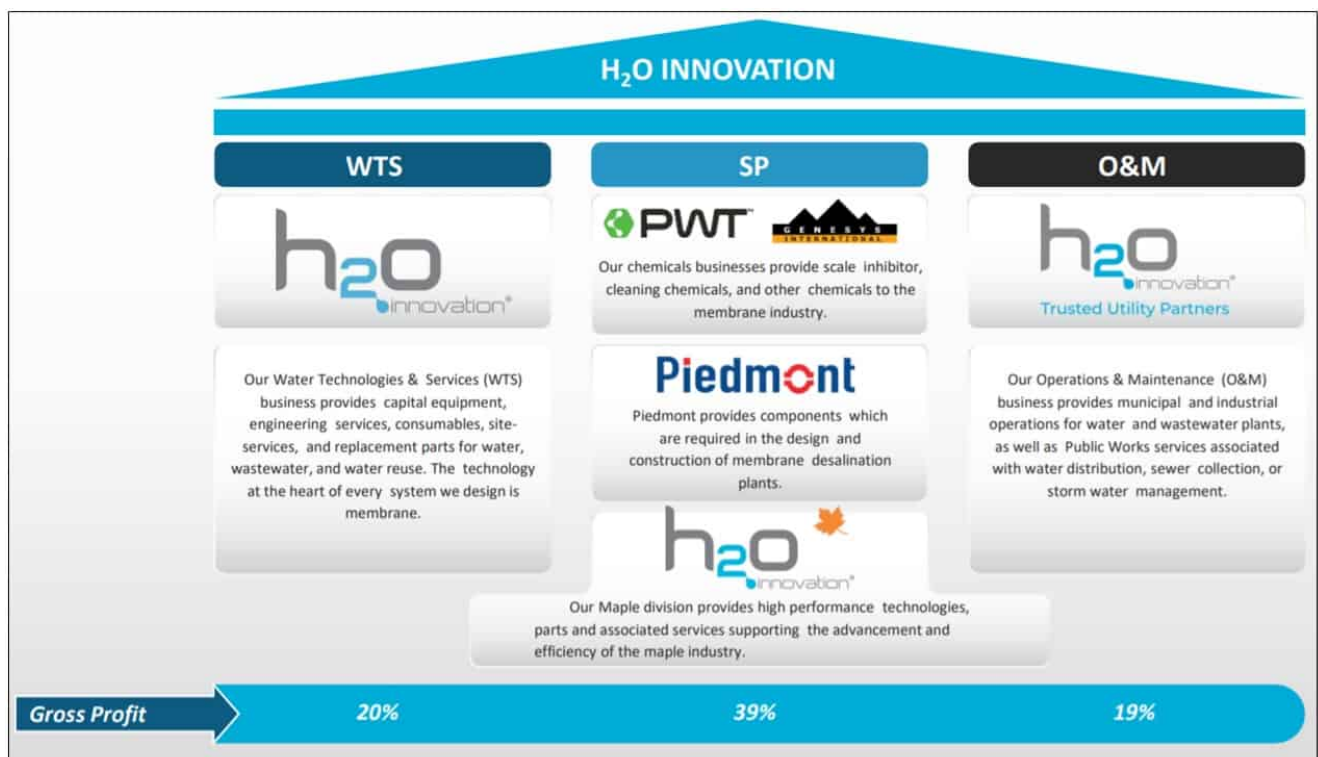 H₂O INNOVATION
WTS
h2o
innovation®
Our Water Technologies & Services (WTS)
business provides capital equipment,
engineering services, consumables, site-
services, and replacement parts for water,
wastewater, and water reuse. The technology
at the heart of every system we design is
membrane.
SP
PWT™
GENESYS
INTERNATIONAL
Our chemicals businesses provide scale inhibitor,
cleaning chemicals, and other chemicals to the
membrane industry.
Piedmont
Piedmont provides components which
are required in the design and
construction of membrane desalination
plants.
h2o
innovation®
Our Maple division provides high performance technologies,
parts and associated services supporting the advancement and
efficiency of the maple industry.
O&M
h2o
innovation®
Trusted Utility Partners
Our Operations & Maintenance (O&M)
business provides municipal and industrial
operations for water and wastewater plants,
as well as Public Works services associated
with water distribution, sewer collection, or
storm water management.
Gross Profit 20% 39% 19%